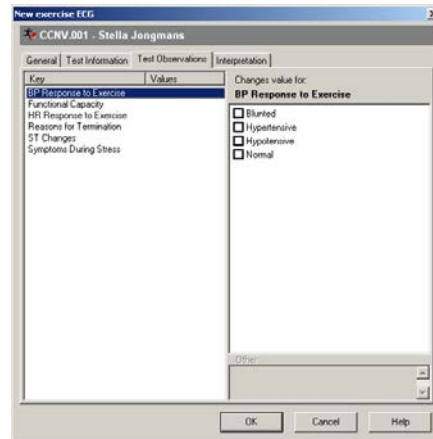 New exercise ECG
CCNV.001 - Stella Jongmans
General Test Information Test Observations Interpretation
Key Values
BP Response to Exercise
Functional Capacity
HR Response to Exercise
Reasons for Termination
ST Changes
Symptoms During Stress
Changes value for:
BP Response to Exercise
Blunted
Hypertensive
Hypotensive
Normal
Other:
OK Cancel Help